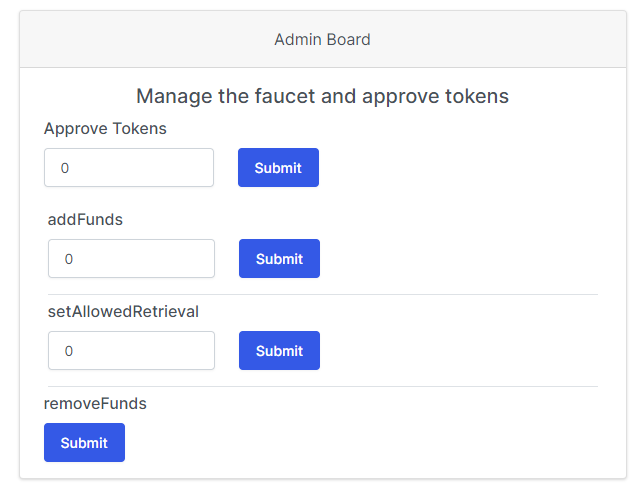 Admin Board
Manage the faucet and approve tokens
Approve Tokens
0 Submit
addFunds
0 Submit
setAllowedRetrieval
0 Submit
removeFunds
Submit